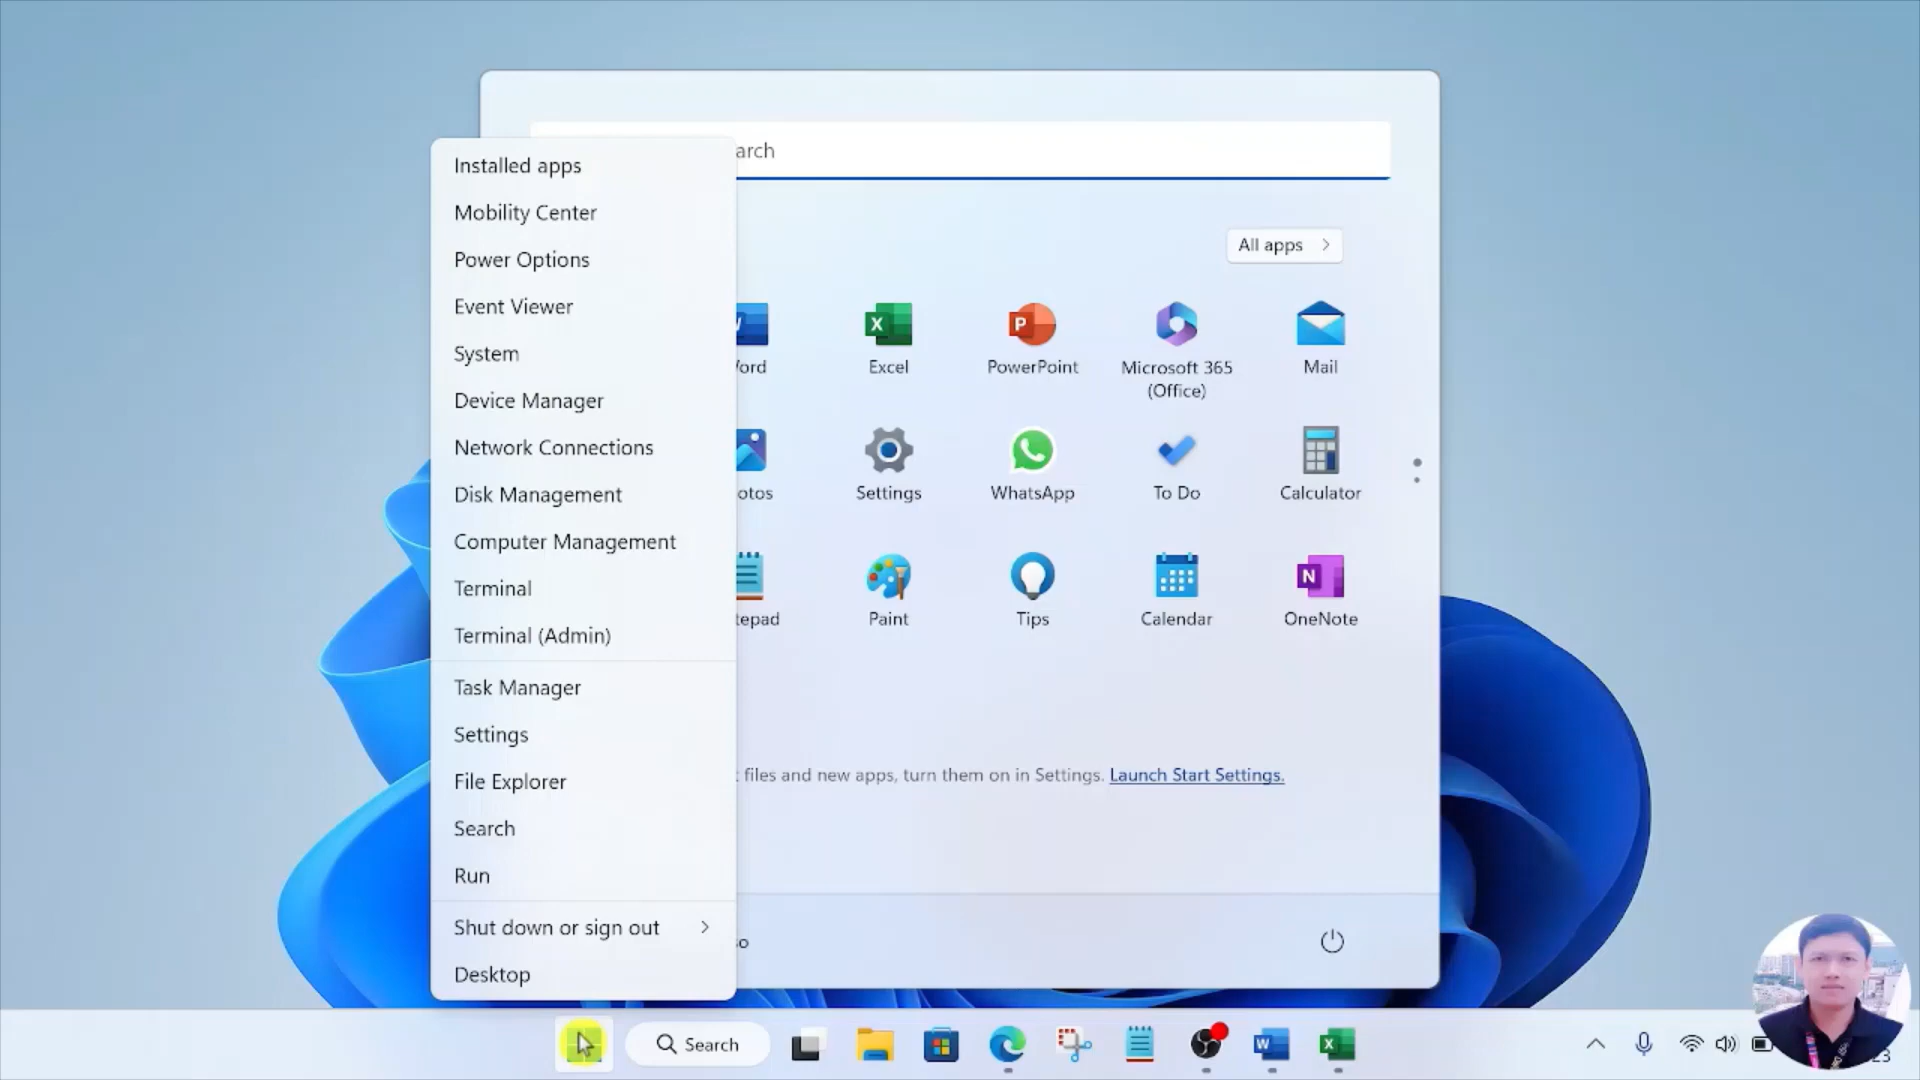 Installed apps
Mobility Center
Power Options
Event Viewer
System
Device Manager
Network Connections
Disk Management
Computer Management
Terminal
Terminal (Admin)
Task Manager
Settings
File Explorer
Search
Run
Shut down or sign out
Desktop
arch
All apps
ord
Excel
PowerPoint
Microsoft 365
(Office)
Mail
otos
Settings
WhatsApp
To Do
Calculator
tepad
Paint
Tips
Calendar
OneNote
files and new apps, turn them on in Settings. Launch Start Settings.
so
Search
23